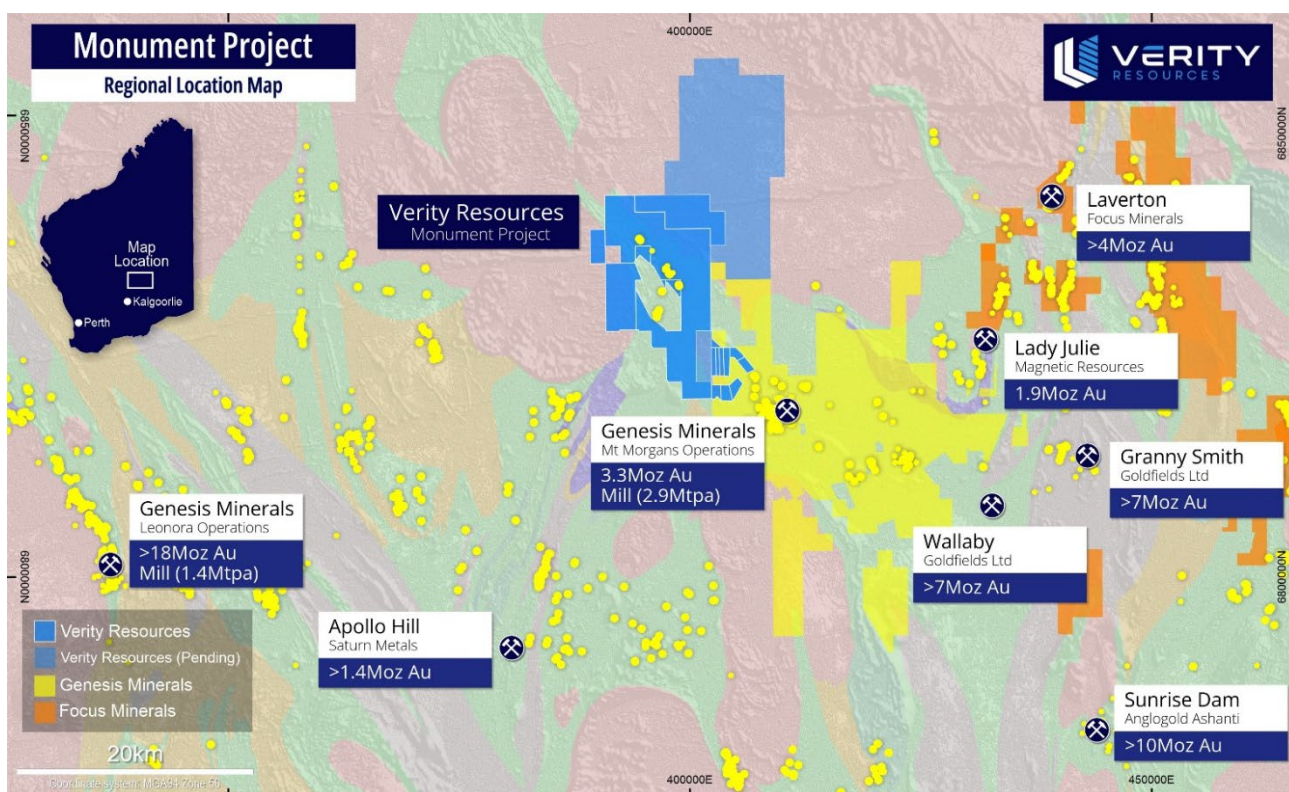 Monument Project
Regional Location Map
400000E
VERITY
RESOURCES
6850000N
6850000N
Map
Location
Kalgoorlie
Perth
Verity Resources
Monument Project
Laverton
Focus Minerals
>4Moz Au
Lady Julie
Magnetic Resources
1.9Moz Au
Genesis Minerals
Mt Morgans Operations
3.3Moz Au
Mill (2.9Mtpa)
Granny Smith
Goldfields Ltd
>7Moz Au
Genesis Minerals
Leonora Operations
>18Moz Au
Mill (1.4Mtpa)
Wallaby
Goldfields Ltd
>7Moz Au
6800000N
6800000N
Apollo Hill
Saturn Metals
>1.4Moz Au
Verity Resources
Verity Resources (Pending)
Genesis Minerals
Focus Minerals
Sunrise Dam
Anglogold Ashanti
>10Moz Au
20km
Coordinate system: MGA94 Zone 50
400000E
450000E